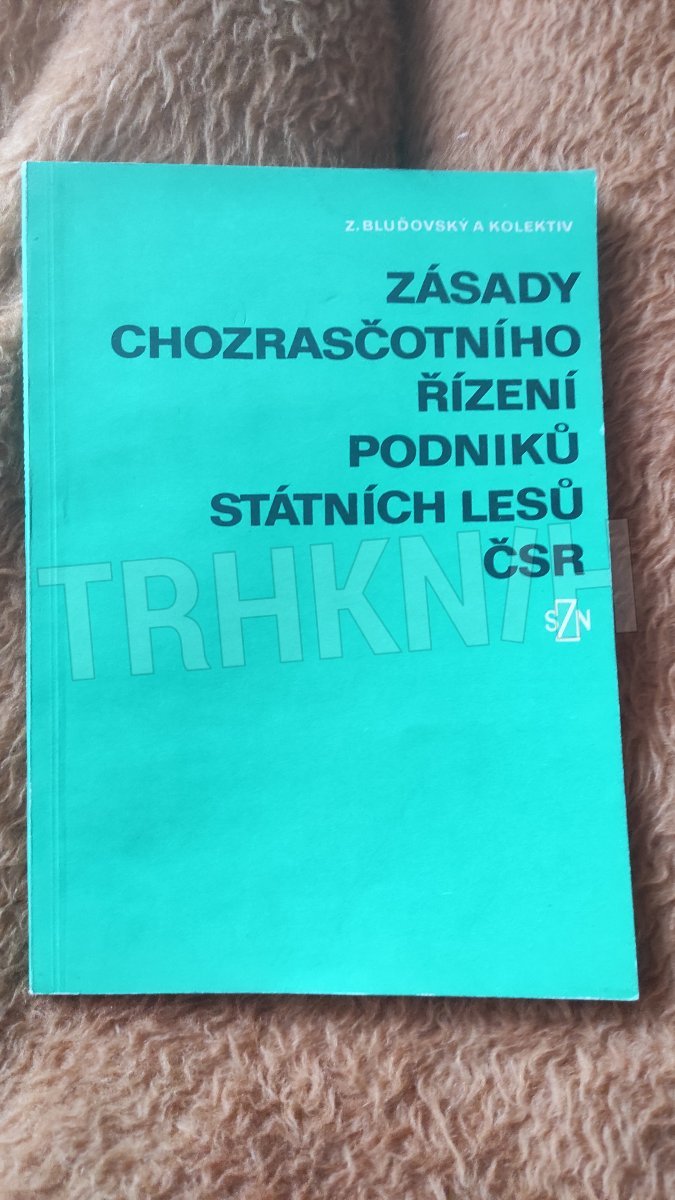 Z. BLUĎOVSKÝ A KOLEKTIV
ZÁSADY
CHOZRASČOTNÍHO
ŘÍZENÍ
PODNIKŮ
STÁTNÍCH LESŮ
ČSR
SZN
TRHKNIH